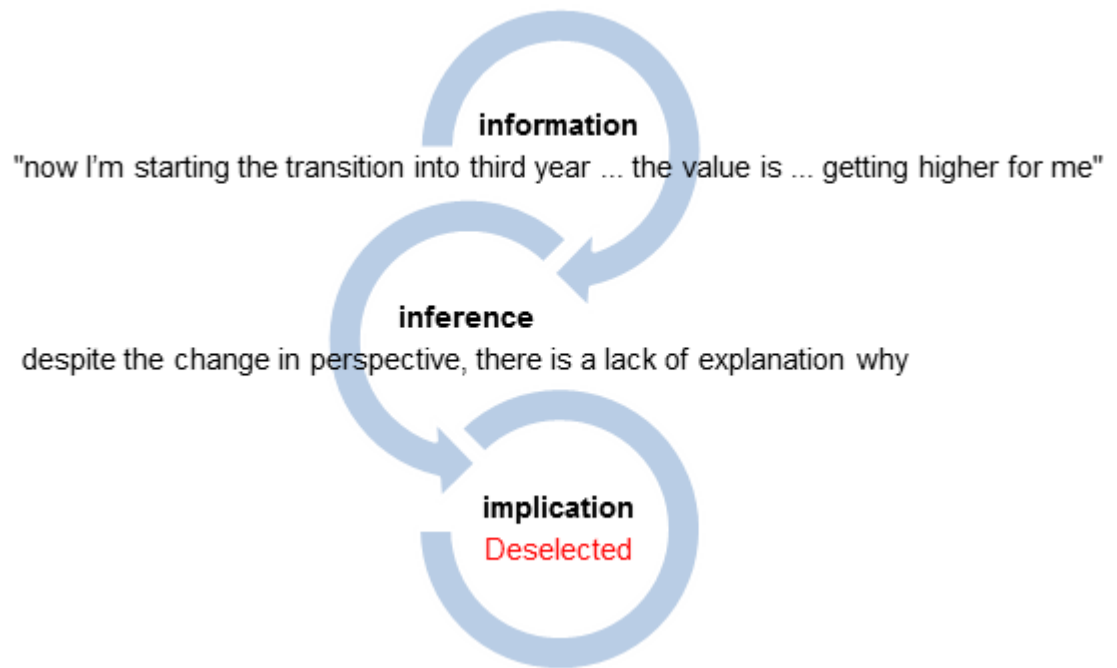 information
"now I'm starting the transition into third year ... the value is ... getting higher for me"
inference
despite the change in perspective, there is a lack of explanation why
implication
Deselected